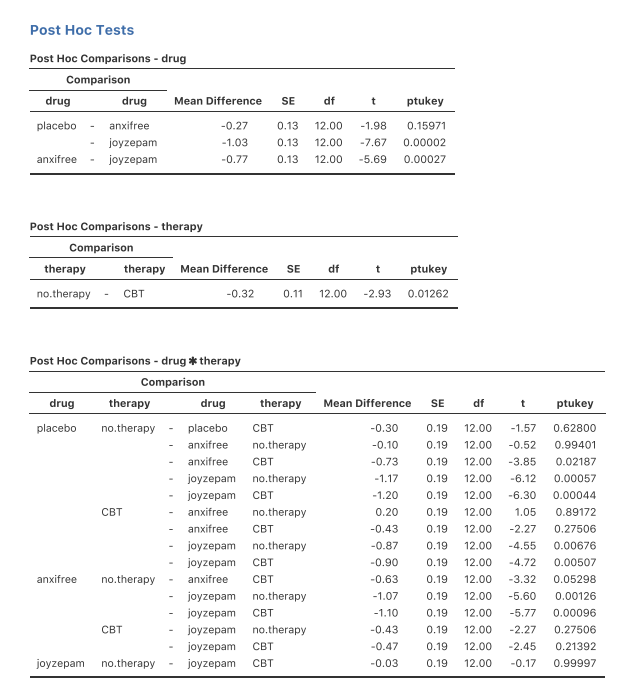 Post Hoc Tests
Post Hoc Comparisons - drug
Comparison
drug drug Mean Difference SE df t ptukey
placebo - anxifree -0.27 0.13 12.00 -1.98 0.15971
- joyzepam -1.03 0.13 12.00 -7.67 0.00002
anxifree - joyzepam -0.77 0.13 12.00 -5.69 0.00027
Post Hoc Comparisons - therapy
Comparison
therapy therapy Mean Difference SE df t ptukey
no.therapy - CBT -0.32 0.11 12.00 -2.93 0.01262
Post Hoc Comparisons - drug ✱ therapy
Comparison
drug therapy drug therapy Mean Difference SE df t ptukey
placebo no.therapy - placebo CBT -0.30 0.19 12.00 -1.57 0.62800
- anxifree no.therapy -0.10 0.19 12.00 -0.52 0.99401
- anxifree CBT -0.73 0.19 12.00 -3.85 0.02187
- joyzepam no.therapy -1.17 0.19 12.00 -6.12 0.00057
- joyzepam CBT -1.20 0.19 12.00 -6.30 0.00044
CBT - anxifree no.therapy 0.20 0.19 12.00 1.05 0.89172
- anxifree CBT -0.43 0.19 12.00 -2.27 0.27506
- joyzepam no.therapy -0.87 0.19 12.00 -4.55 0.00676
- joyzepam CBT -0.90 0.19 12.00 -4.72 0.00507
anxifree no.therapy - anxifree CBT -0.63 0.19 12.00 -3.32 0.05298
- joyzepam no.therapy -1.07 0.19 12.00 -5.60 0.00126
- joyzepam CBT -1.10 0.19 12.00 -5.77 0.00096
CBT - joyzepam no.therapy -0.43 0.19 12.00 -2.27 0.27506
- joyzepam CBT -0.47 0.19 12.00 -2.45 0.21392
joyzepam no.therapy - joyzepam CBT -0.03 0.19 12.00 -0.17 0.99997